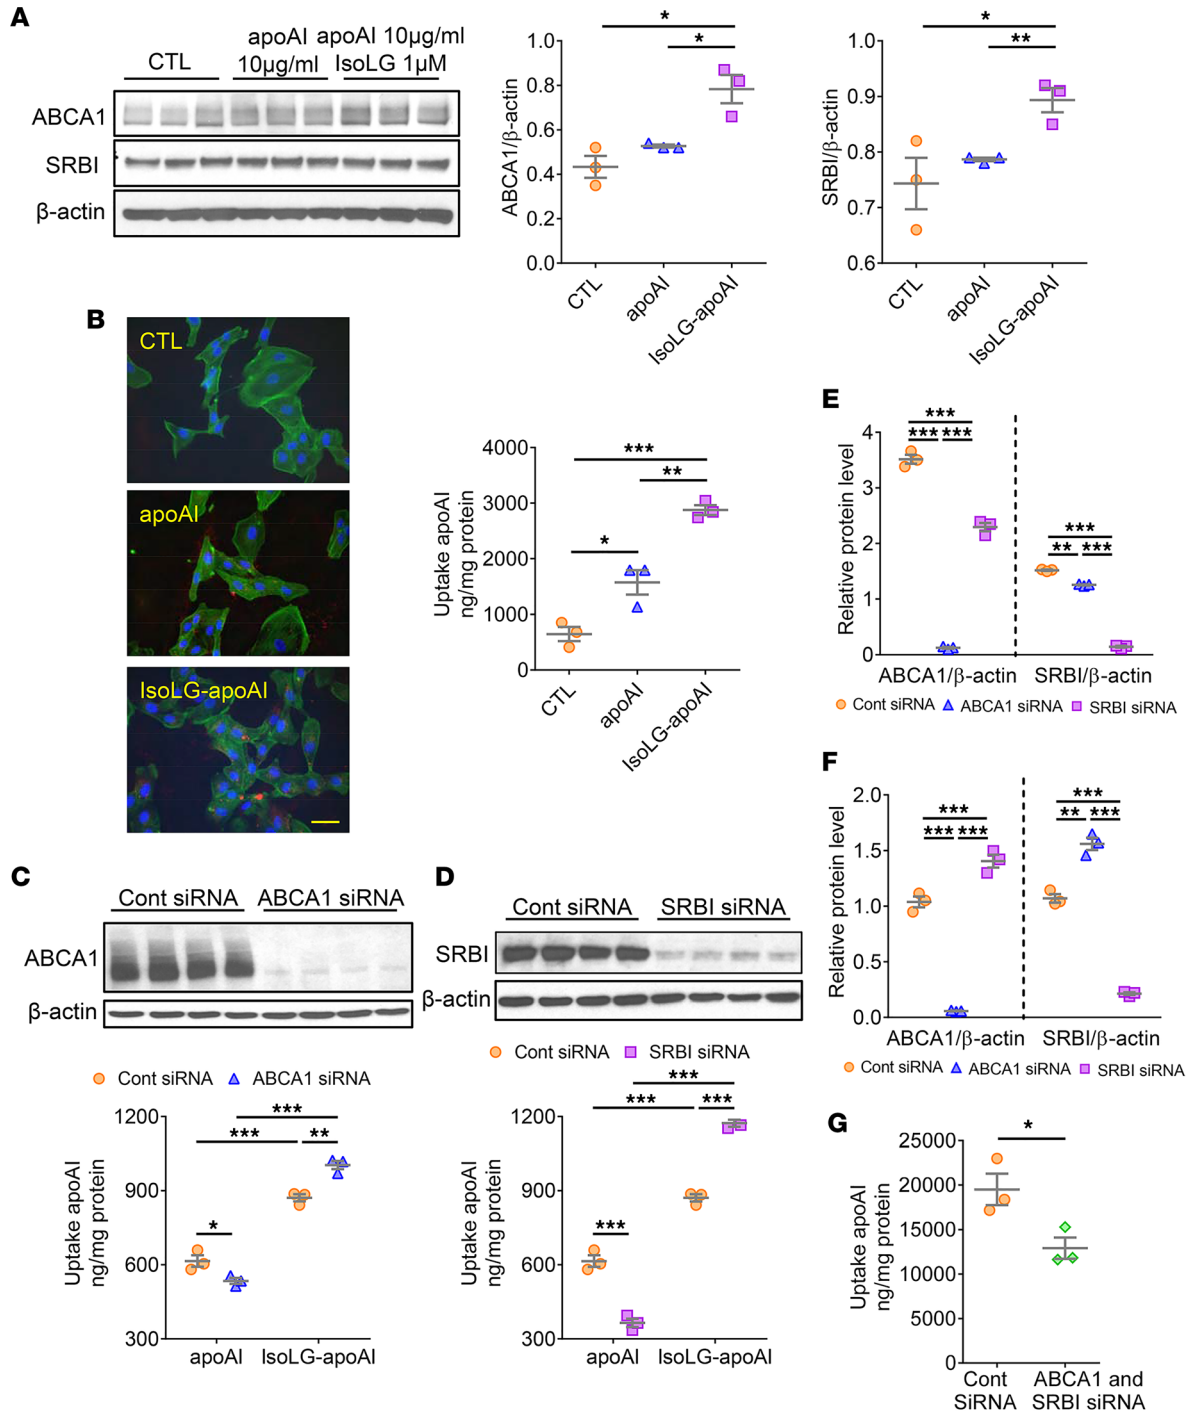 A
CTL
apoAI
10μg/ml
apoAI 10μg/ml
IsoLG 1μM
ABCA1
SRBI
β-actin
ABCA1/β-actin
1.0
0.8
0.6
0.4
0.2
0.0
*
*
CTL
apoAI
IsoLG-apoAI
SRBI/β-actin
1.0
0.9
0.8
0.7
0.6
*
**
CTL
apoAI
IsoLG-apoAI
B
CTL
apoAI
IsoLG-apoAI
Uptake apoAI
ng/mg protein
4000
3000
2000
1000
0
***
**
*
CTL
apoAI
IsoLG-apoAI
C
Cont siRNA
ABCA1 siRNA
ABCA1
β-actin
Cont siRNA
ABCA1 siRNA
Uptake apoAI
ng/mg protein
1200
900
600
300
***
***
**
*
apoAI
IsoLG-apoAI
D
Cont siRNA
SRBI siRNA
SRBI
β-actin
Cont siRNA
SRBI siRNA
Uptake apoAI
ng/mg protein
1200
900
600
300
***
***
***
***
apoAI
IsoLG-apoAI
E
Relative protein level
4
3
2
1
0
***
***
***
***
**
***
ABCA1/β-actin
SRBI/β-actin
Cont siRNA
ABCA1 siRNA
SRBI siRNA
F
Relative protein level
2.0
1.5
1.0
0.5
0.0
***
***
***
***
**
***
ABCA1/β-actin
SRBI/β-actin
Cont siRNA
ABCA1 siRNA
SRBI siRNA
G
Uptake apoAI
ng/mg protein
25000
20000
15000
10000
5000
0
*
Cont
SiRNA
ABCA1 and
SRBI siRNA